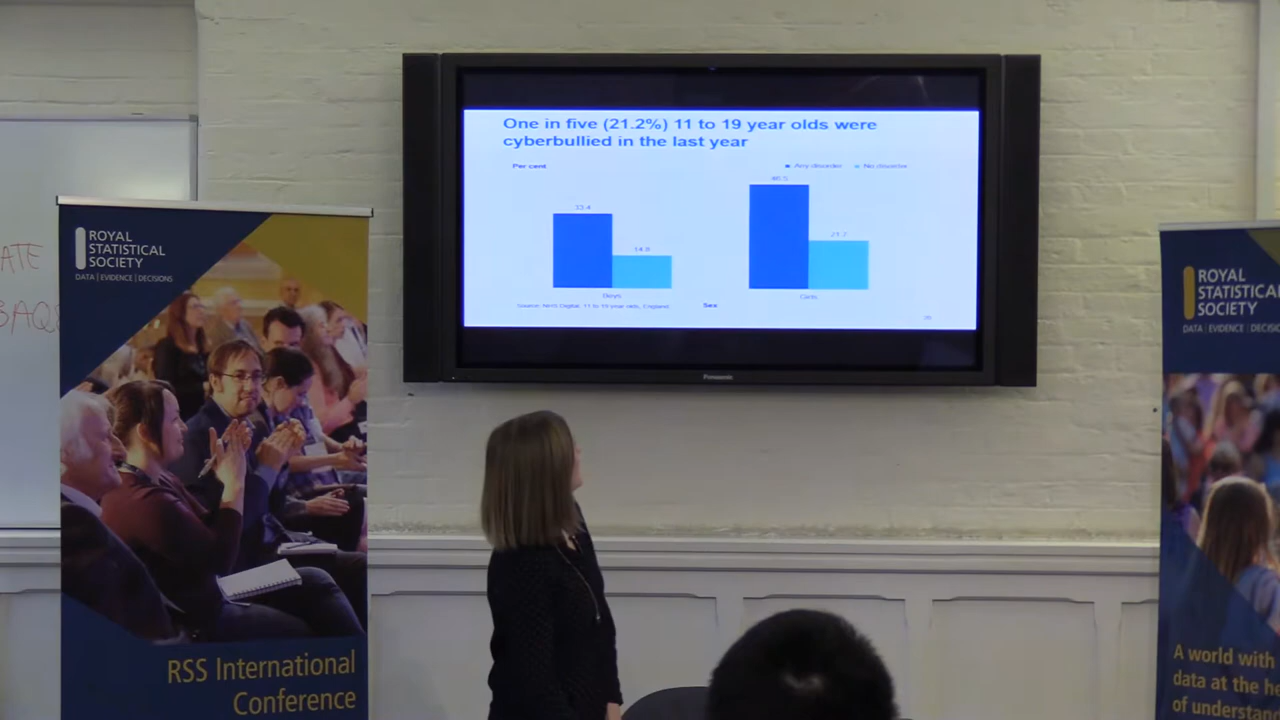 One in five (21.2%) 11 to 19 year olds were
cyberbullied in the last year
Per cent
Any disorder No disorder
33.4
14.8
46.5
21.7
Boys
Girls
Source: NHS Digital, 11 to 19 year olds, England
Sex
Panasonic
ATE
BAQS
ROYAL
STATISTICAL
SOCIETY
DATA | EVIDENCE | DECISIONS
RSS International
Conference
ROYAL
STATISTICAL
SOCIETY
DATA | EVIDENCE | DECISIO
A world with
data at the he
of understan